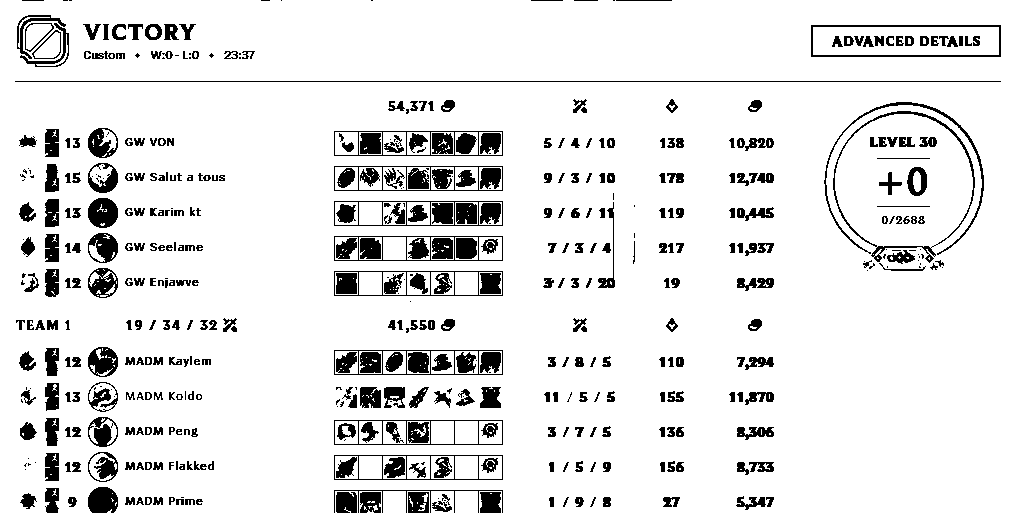 VICTORY
Custom • W:0 - L:0 • 23:37
ADVANCED DETAILS
54,371
13 GW VON 5 / 4 / 10 138 10,820
15 GW Salut a tous 9 / 3 / 10 178 12,740
13 GW Karim kt 9 / 6 / 11 119 10,445
14 GW Seelame 7 / 3 / 4 217 11,937
12 GW Enjawve 3 / 3 / 20 19 8,429
LEVEL 30
+0
0/2688
TEAM 1 19 / 34 / 32 41,550
12 MADM Kaylem 3 / 8 / 5 110 7,294
13 MADM Koldo 11 / 5 / 5 155 11,870
12 MADM Peng 3 / 7 / 5 136 8,306
12 MADM Flakked 1 / 5 / 9 156 8,733
9 MADM Prime 1 / 9 / 8 27 5,347